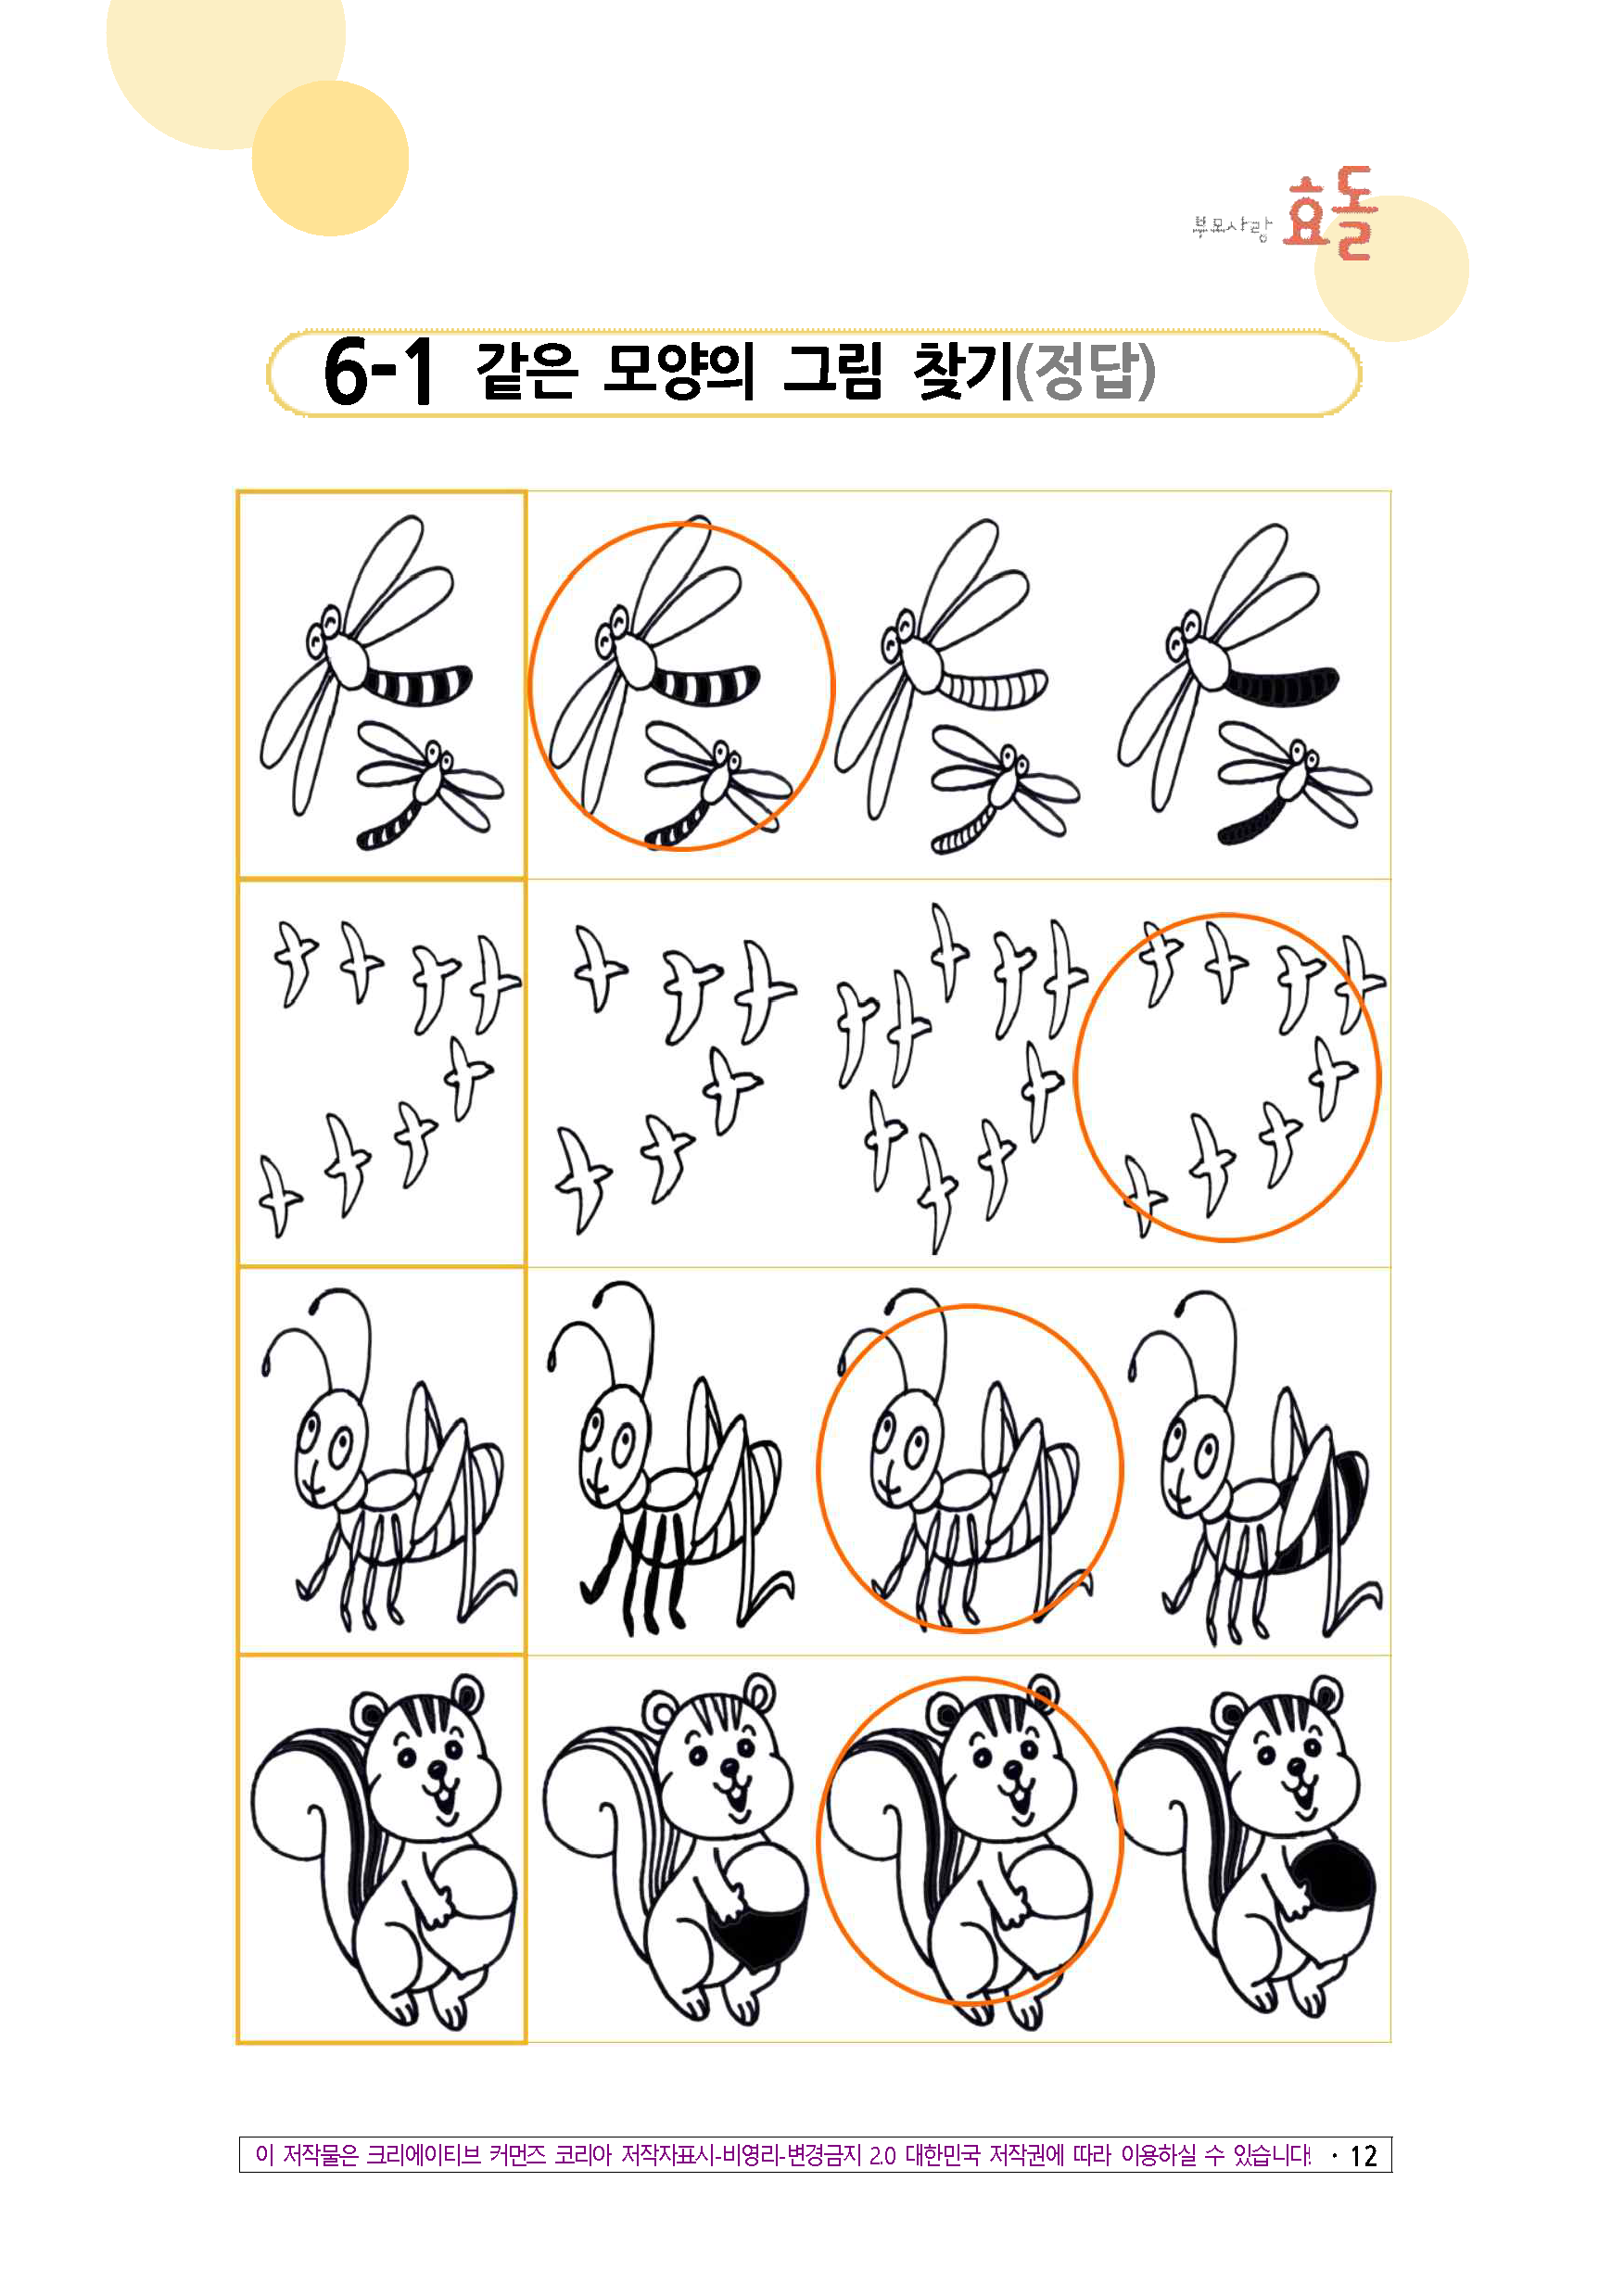 부모사랑 효돌
6-1 같은 모양의 그림 찾기(정답)
이 저작물은 크리에이티브 커먼즈 코리아 저작자표시-비영리-변경금지 2.0 대한민국 저작권에 따라 이용하실 수 있습니다! · 12